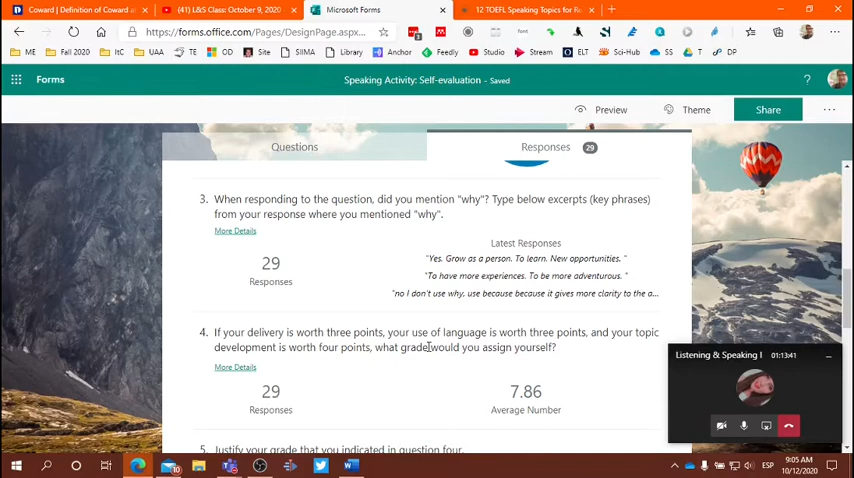 Coward | Definition of Coward at
(41) L&S Class: October 9, 2020
Microsoft Forms
12 TOEFL Speaking Topics for Re
https://forms.office.com/Pages/DesignPage.aspx...
ME
Fall 2020
ItC
UAA
TE
OD
Site
SIIMA
Library
Anchor
Feedly
Studio
Stream
ELT
Sci-Hub
SS
T
DP
Forms
Speaking Activity: Self-evaluation - Saved
?
Preview
Theme
Share
Questions
Responses 29
3. When responding to the question, did you mention "why"? Type below excerpts (key phrases)
from your response where you mentioned "why".
More Details
29
Responses
Latest Responses
"Yes. Grow as a person. To learn. New opportunities. "
"To have more experiences. To be more adventurous. "
"no I don't use why, use because because it gives more clarity to the a...
4. If your delivery is worth three points, your use of language is worth three points, and your topic
development is worth four points, what grade would you assign yourself?
More Details
29
Responses
7.86
Average Number
5. Justify your grade that you indicated in question four.
Listening & Speaking I
01:13:41
10
ESP
9:05 AM
10/12/2020